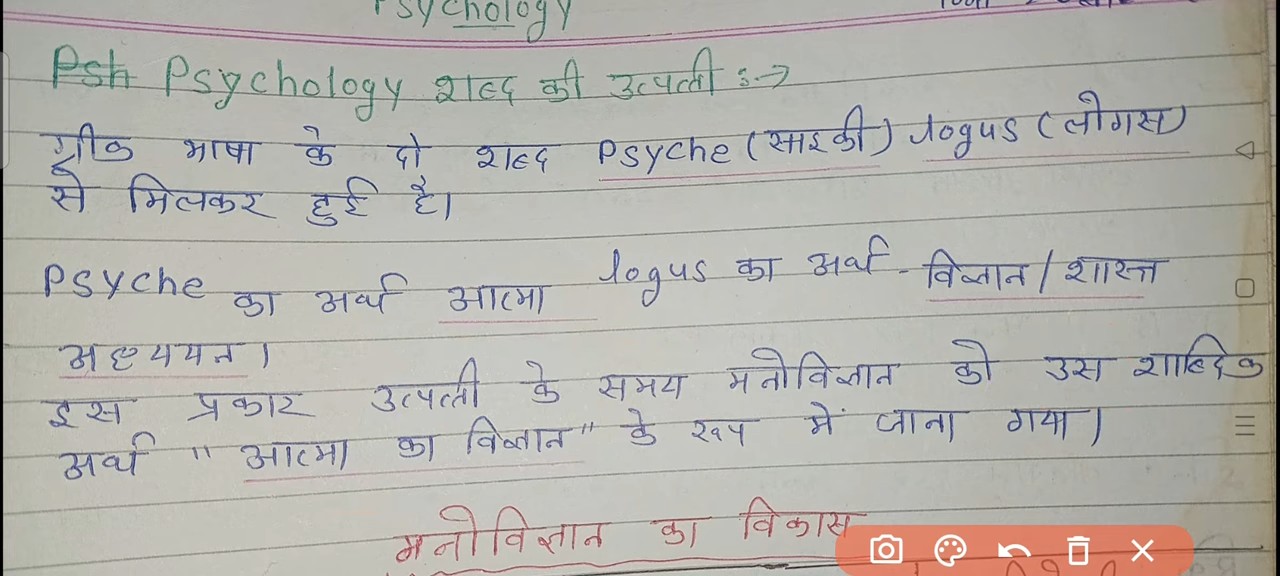 Psychology
Psh Psychology शब्द की उत्पत्ती :→
ग्रीक भाषा के दो शब्द Psyche (साइकी) logus (लोगस)
से मिलकर हुई है।
Psyche का अर्थ आत्मा logus का अर्थ - विज्ञान / शास्त्र
अध्ययन।
इस प्रकार उत्पत्ती के समय मनोविज्ञान को उस शाब्दिक
अर्थ "आत्मा का विज्ञान" के रूप में जाना गया।
मनोविज्ञान का विकास